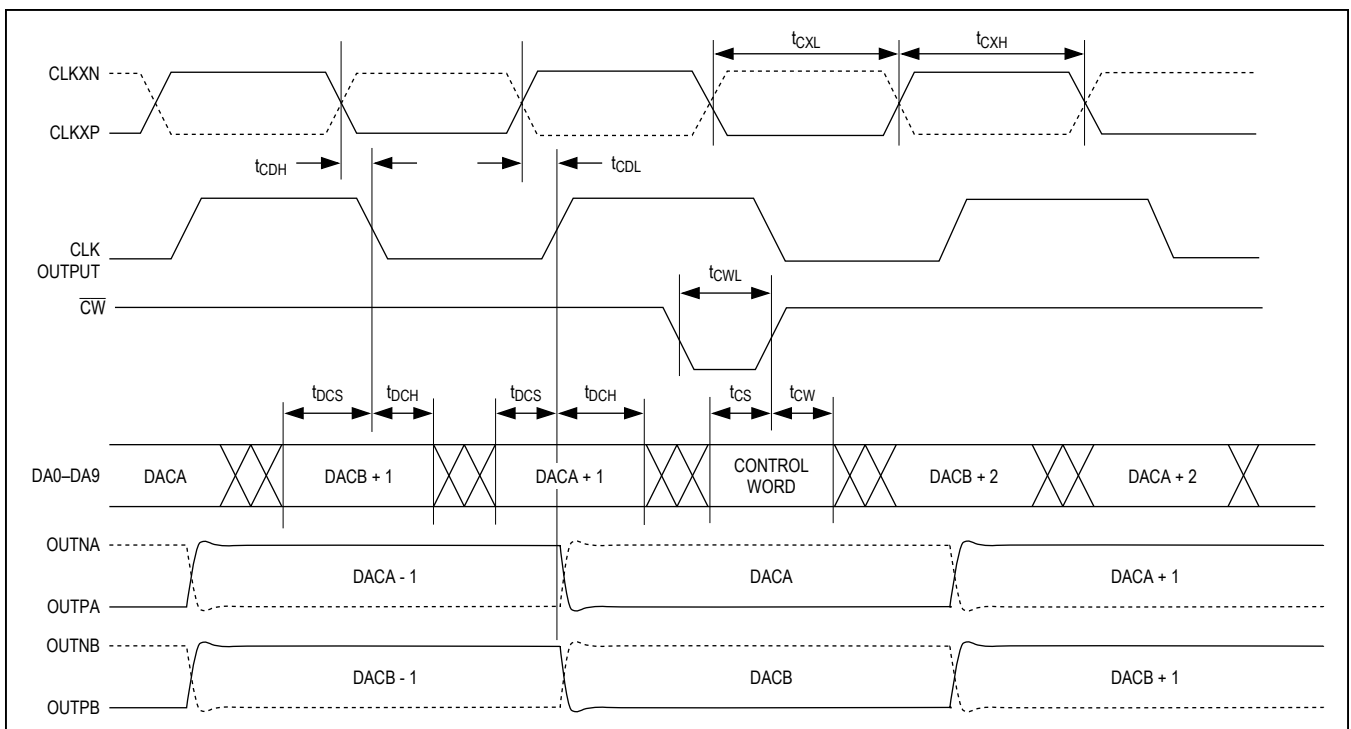 tCXL tCXH
CLKXN
CLKXP
tCDH tCDL
CLK
OUTPUT
tCWL
CW
tDCS tDCH tDCS tDCH tCS tCW
DA0–DA9 DACA DACB + 1 DACA + 1 CONTROL WORD DACB + 2 DACA + 2
OUTNA
DACA - 1 DACA DACA + 1
OUTPA
OUTNB
DACB - 1 DACB DACB + 1
OUTPB